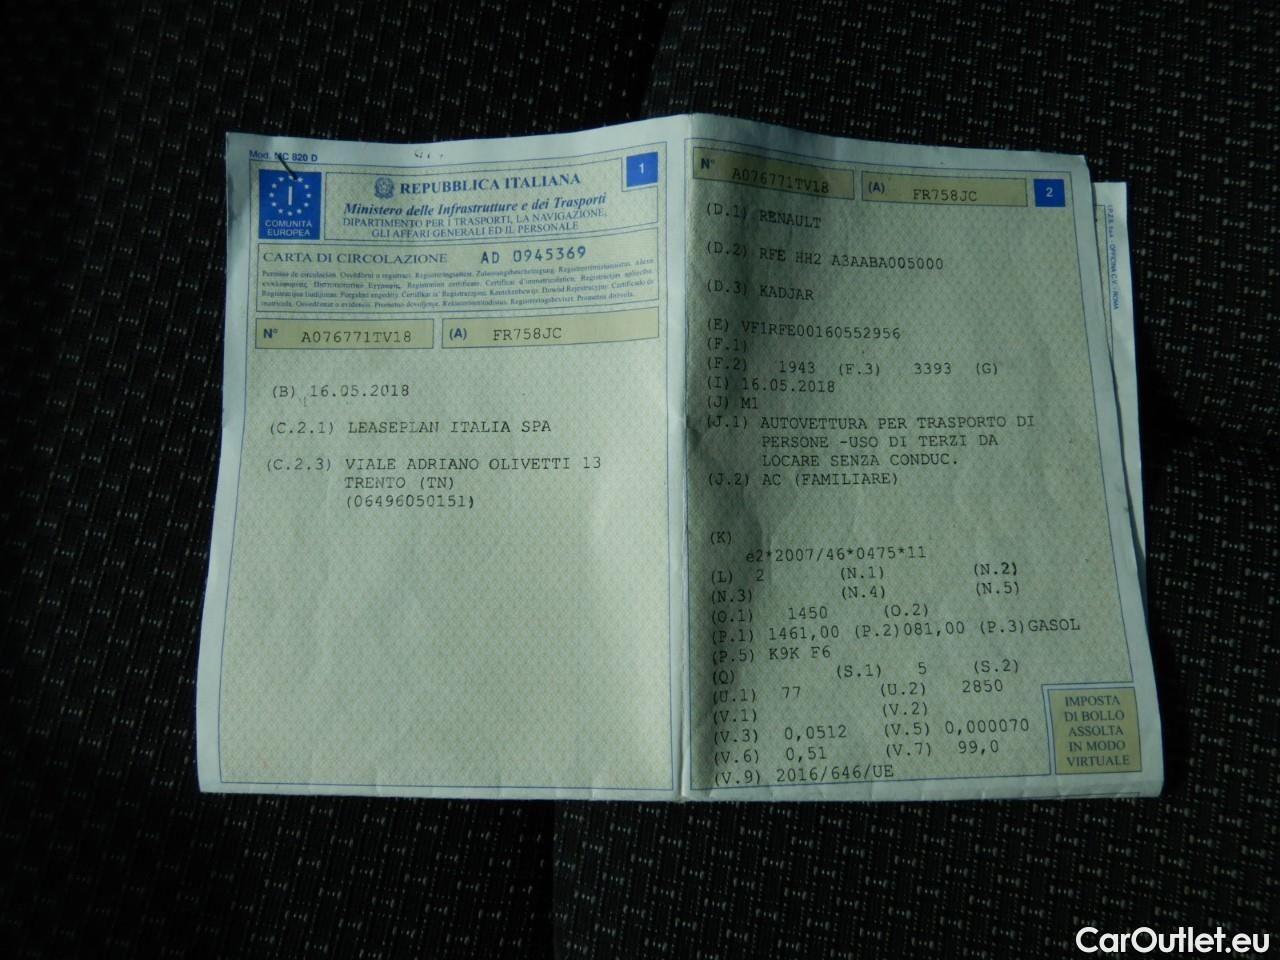 Mod. MC 820 D
I
COMUNITÀ
EUROPEA
REPUBBLICA ITALIANA
Ministero delle Infrastrutture e dei Trasporti
DIPARTIMENTO PER I TRASPORTI, LA NAVIGAZIONE,
GLI AFFARI GENERALI ED IL PERSONALE
1
CARTA DI CIRCOLAZIONE AD 0945369
N° A076771TV18 (A) FR758JC
(B) 16.05.2018
(C.2.1) LEASEPLAN ITALIA SPA
(C.2.3) VIALE ADRIANO OLIVETTI 13
TRENTO (TN)
(06496050151)
N° A076771TV18 (A) FR758JC 2
(D.1) RENAULT
(D.2) RFE HH2 A3AABA005000
(D.3) KADJAR
(E) VF1RFE00160552956
(F.1)
(F.2) 1943 (F.3) 3393 (G)
(I) 16.05.2018
(J) M1
(J.1) AUTOVETTURA PER TRASPORTO DI
PERSONE -USO DI TERZI DA
LOCARE SENZA CONDUC.
(J.2) AC (FAMILIARE)
(K)
e2*2007/46*0475*11
(L) 2 (N.1) (N.2)
(N.3) (N.4) (N.5)
(O.1) 1450 (O.2)
(P.1) 1461,00 (P.2)081,00 (P.3)GASOL
(P.5) K9K F6
(Q) (S.1) 5 (S.2)
(U.1) 77 (U.2) 2850
(V.1) (V.2)
(V.3) 0,0512 (V.5) 0,000070
(V.6) 0,51 (V.7) 99,0
(V.9) 2016/646/UE
IMPOSTA
DI BOLLO
ASSOLTA
IN MODO
VIRTUALE
CarOutlet.eu